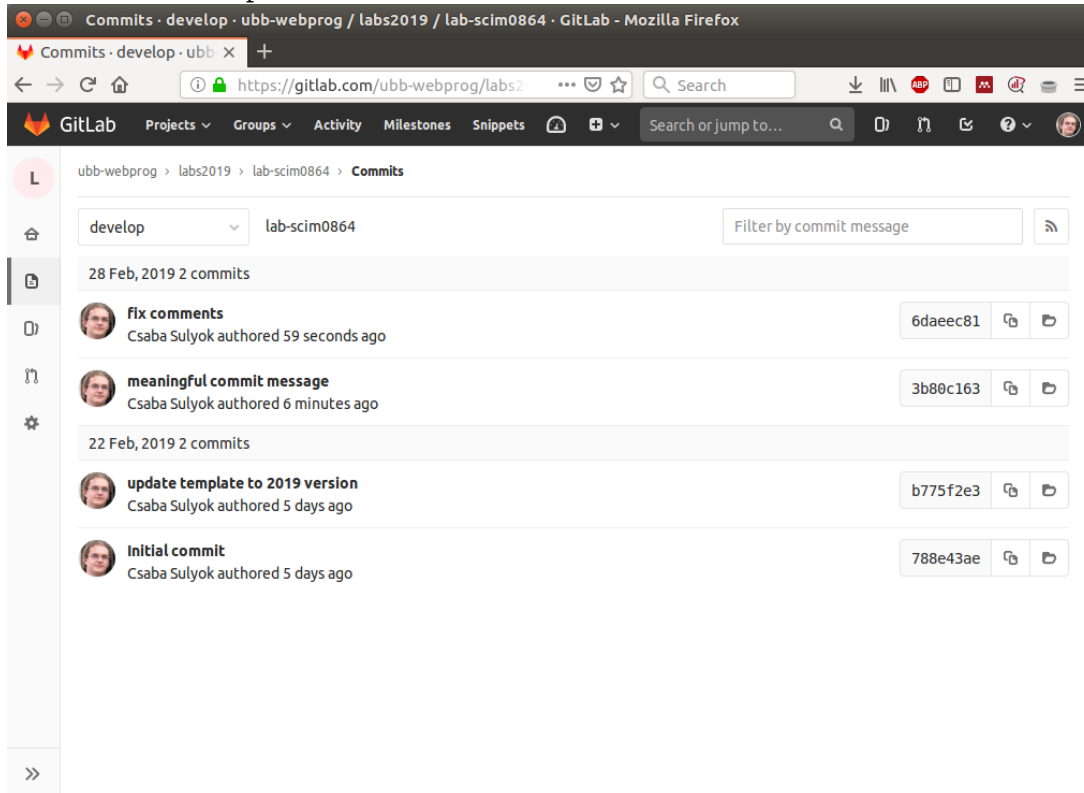 Commits · develop · ubb-webprog / labs2019 / lab-scim0864 · GitLab - Mozilla Firefox
Commits · develop · ubb
https://gitlab.com/ubb-webprog/labs2 Search ABP
GitLab Projects Groups Activity Milestones Snippets Search or jump to...
L ubb-webprog > labs2019 > lab-scim0864 > Commits
develop lab-scim0864 Filter by commit message
28 Feb, 2019 2 commits
fix comments
Csaba Sulyok authored 59 seconds ago
6daeec81
meaningful commit message
Csaba Sulyok authored 6 minutes ago
3b80c163
22 Feb, 2019 2 commits
update template to 2019 version
Csaba Sulyok authored 5 days ago
b775f2e3
Initial commit
Csaba Sulyok authored 5 days ago
788e43ae